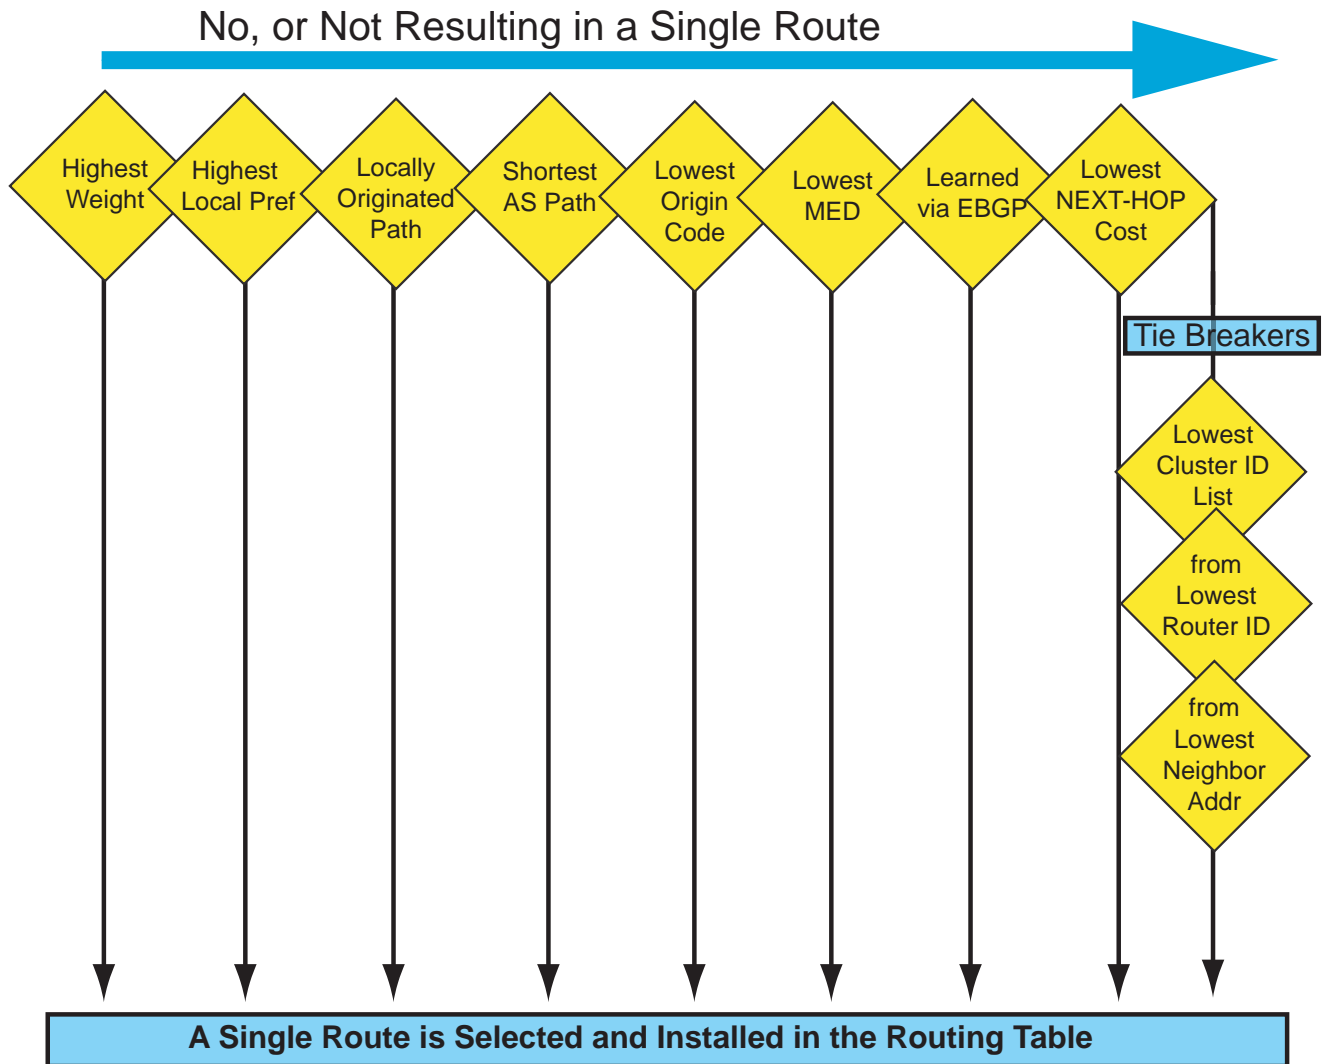 No, or Not Resulting in a Single Route
Highest
Weight
Highest
Local Pref
Locally
Originated
Path
Shortest
AS Path
Lowest
Origin
Code
Lowest
MED
Learned
via EBGP
Lowest
NEXT-HOP
Cost
Tie Breakers
Lowest
Cluster ID
List
from
Lowest
Router ID
from
Lowest
Neighbor
Addr
A Single Route is Selected and Installed in the Routing Table